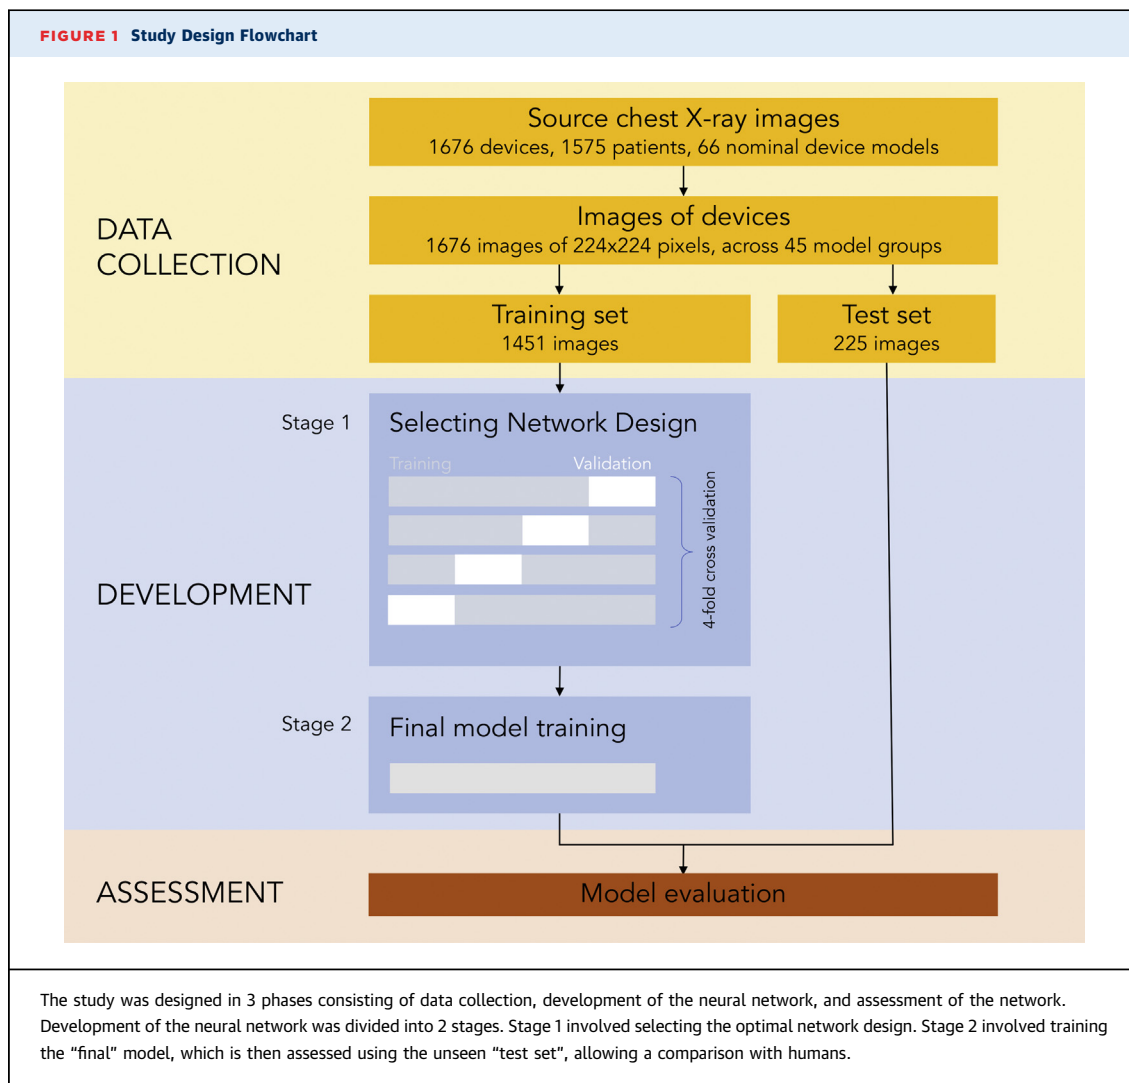 FIGURE 1 Study Design Flowchart
Source chest X-ray images
1676 devices, 1575 patients, 66 nominal device models
Images of devices
1676 images of 224x224 pixels, across 45 model groups
DATA
COLLECTION
Training set
1451 images
Test set
225 images
Stage 1
Selecting Network Design
Training
Validation
4-fold cross validation
DEVELOPMENT
Stage 2
Final model training
ASSESSMENT
Model evaluation
The study was designed in 3 phases consisting of data collection, development of the neural network, and assessment of the network.
Development of the neural network was divided into 2 stages. Stage 1 involved selecting the optimal network design. Stage 2 involved training
the “final” model, which is then assessed using the unseen “test set”, allowing a comparison with humans.